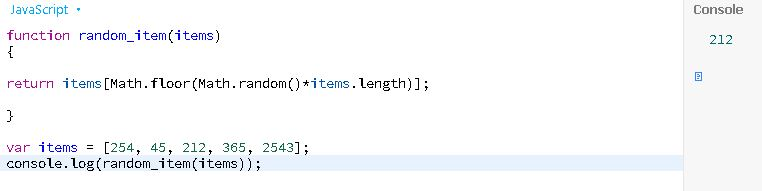 JavaScript
Console
function random_item(items)
{
return items[Math.floor(Math.random()*items.length)];
}
var items = [254, 45, 212, 365, 2543];
console.log(random_item(items));
212